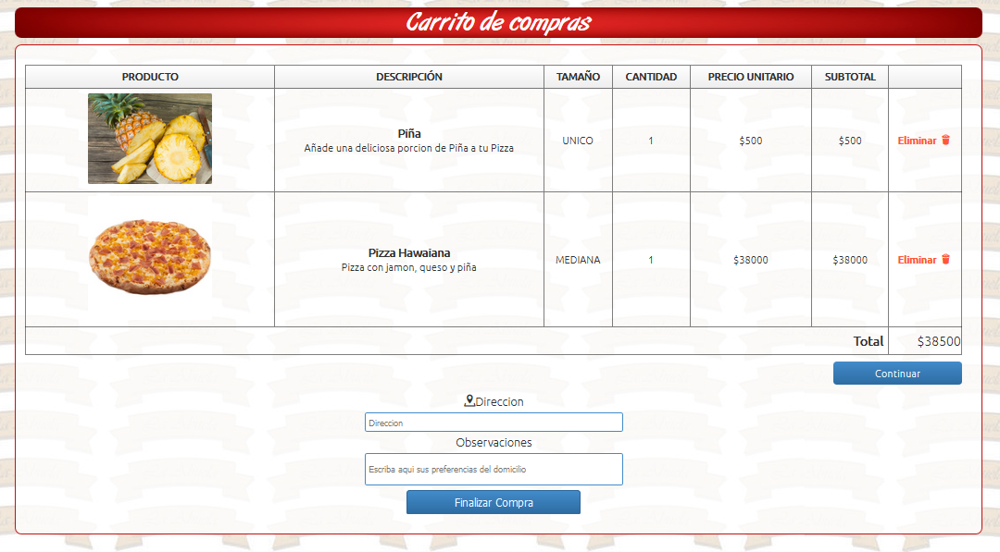 Carrito de compras
PRODUCTO DESCRIPCIÓN TAMAÑO CANTIDAD PRECIO UNITARIO SUBTOTAL
Piña
Añade una deliciosa porcion de Piña a tu Pizza
UNICO 1 $500 $500 Eliminar
Pizza Hawaiana
Pizza con jamon, queso y piña
MEDIANA 1 $38000 $38000 Eliminar
Total $38500
Continuar
Direccion
Direccion
Observaciones
Escriba aqui sus preferencias del domicilio
Finalizar Compra